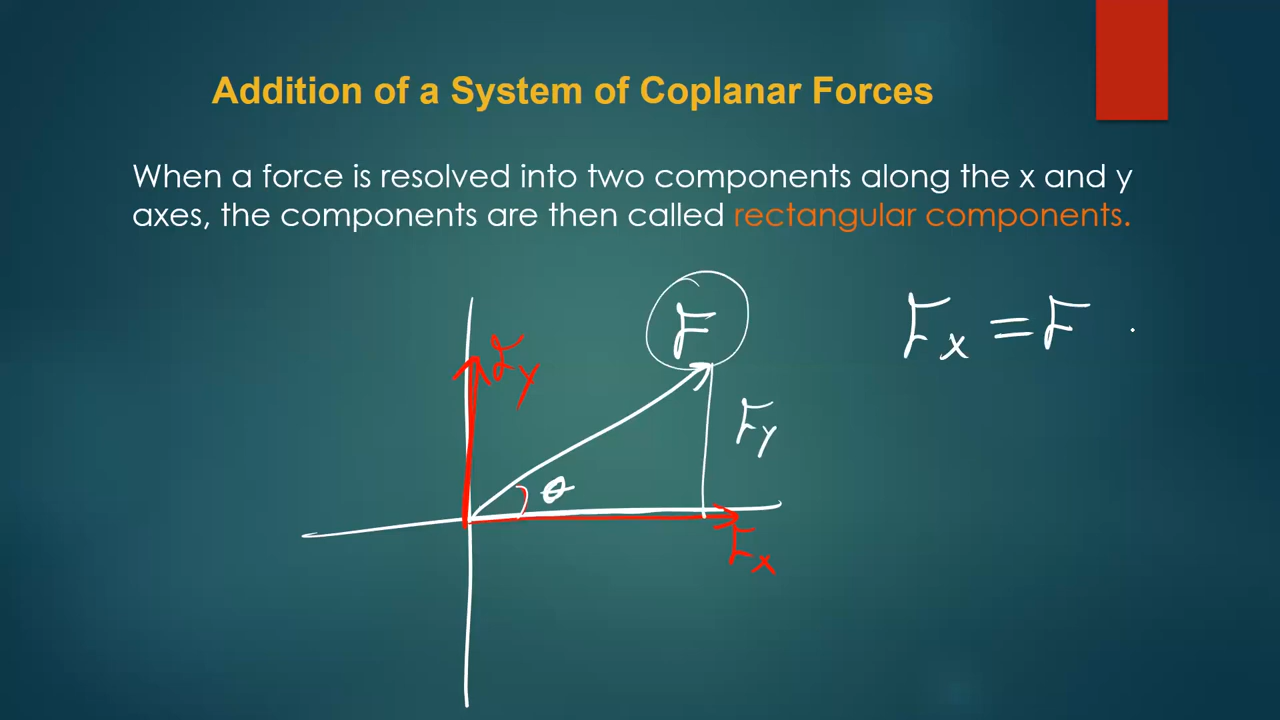 Addition of a System of Coplanar Forces
When a force is resolved into two components along the x and y
axes, the components are then called rectangular components.
F
Fx = F
Fy
Fy
θ
Fx